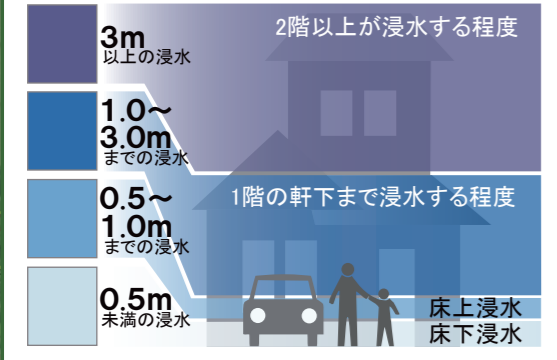 3m
以上の浸水
2階以上が浸水する程度
1.0～
3.0m
までの浸水
0.5～
1.0m
までの浸水
1階の軒下まで浸水する程度
0.5m
未満の浸水
床上浸水
床下浸水